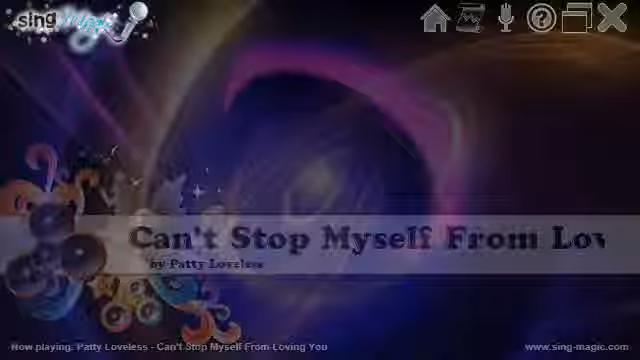 sing Magic
Can't Stop Myself From Lov
by Patty Loveless
Now playing: Patty Loveless - Can't Stop Myself From Loving You
www.sing-magic.com